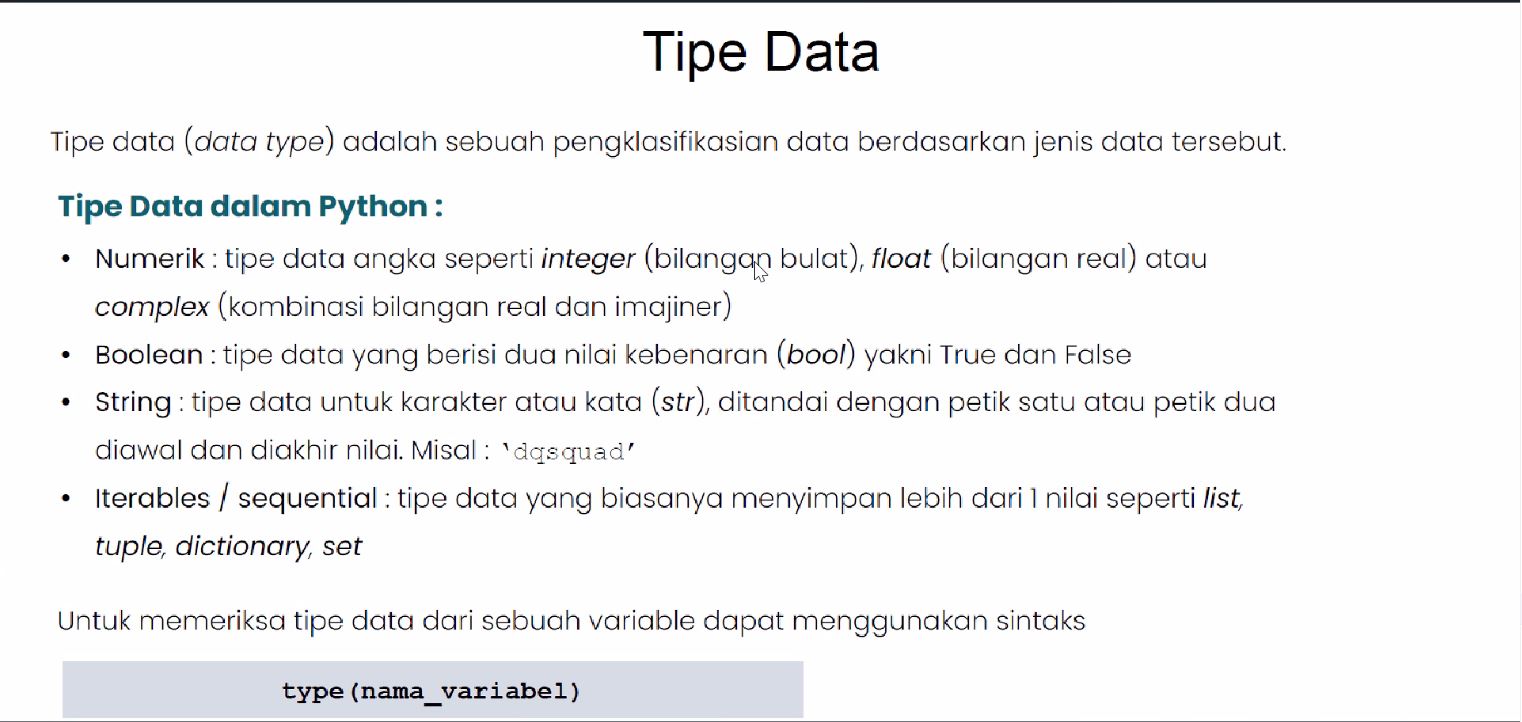 Tipe Data
Tipe data (data type) adalah sebuah pengklasifikasian data berdasarkan jenis data tersebut.
Tipe Data dalam Python :
• Numerik : tipe data angka seperti integer (bilangan bulat), float (bilangan real) atau
complex (kombinasi bilangan real dan imajiner)
• Boolean : tipe data yang berisi dua nilai kebenaran (bool) yakni True dan False
• String : tipe data untuk karakter atau kata (str), ditandai dengan petik satu atau petik dua
diawal dan diakhir nilai. Misal : ‘dqsquad’
• Iterables / sequential : tipe data yang biasanya menyimpan lebih dari 1 nilai seperti list,
tuple, dictionary, set
Untuk memeriksa tipe data dari sebuah variable dapat menggunakan sintaks
type(nama_variabel)